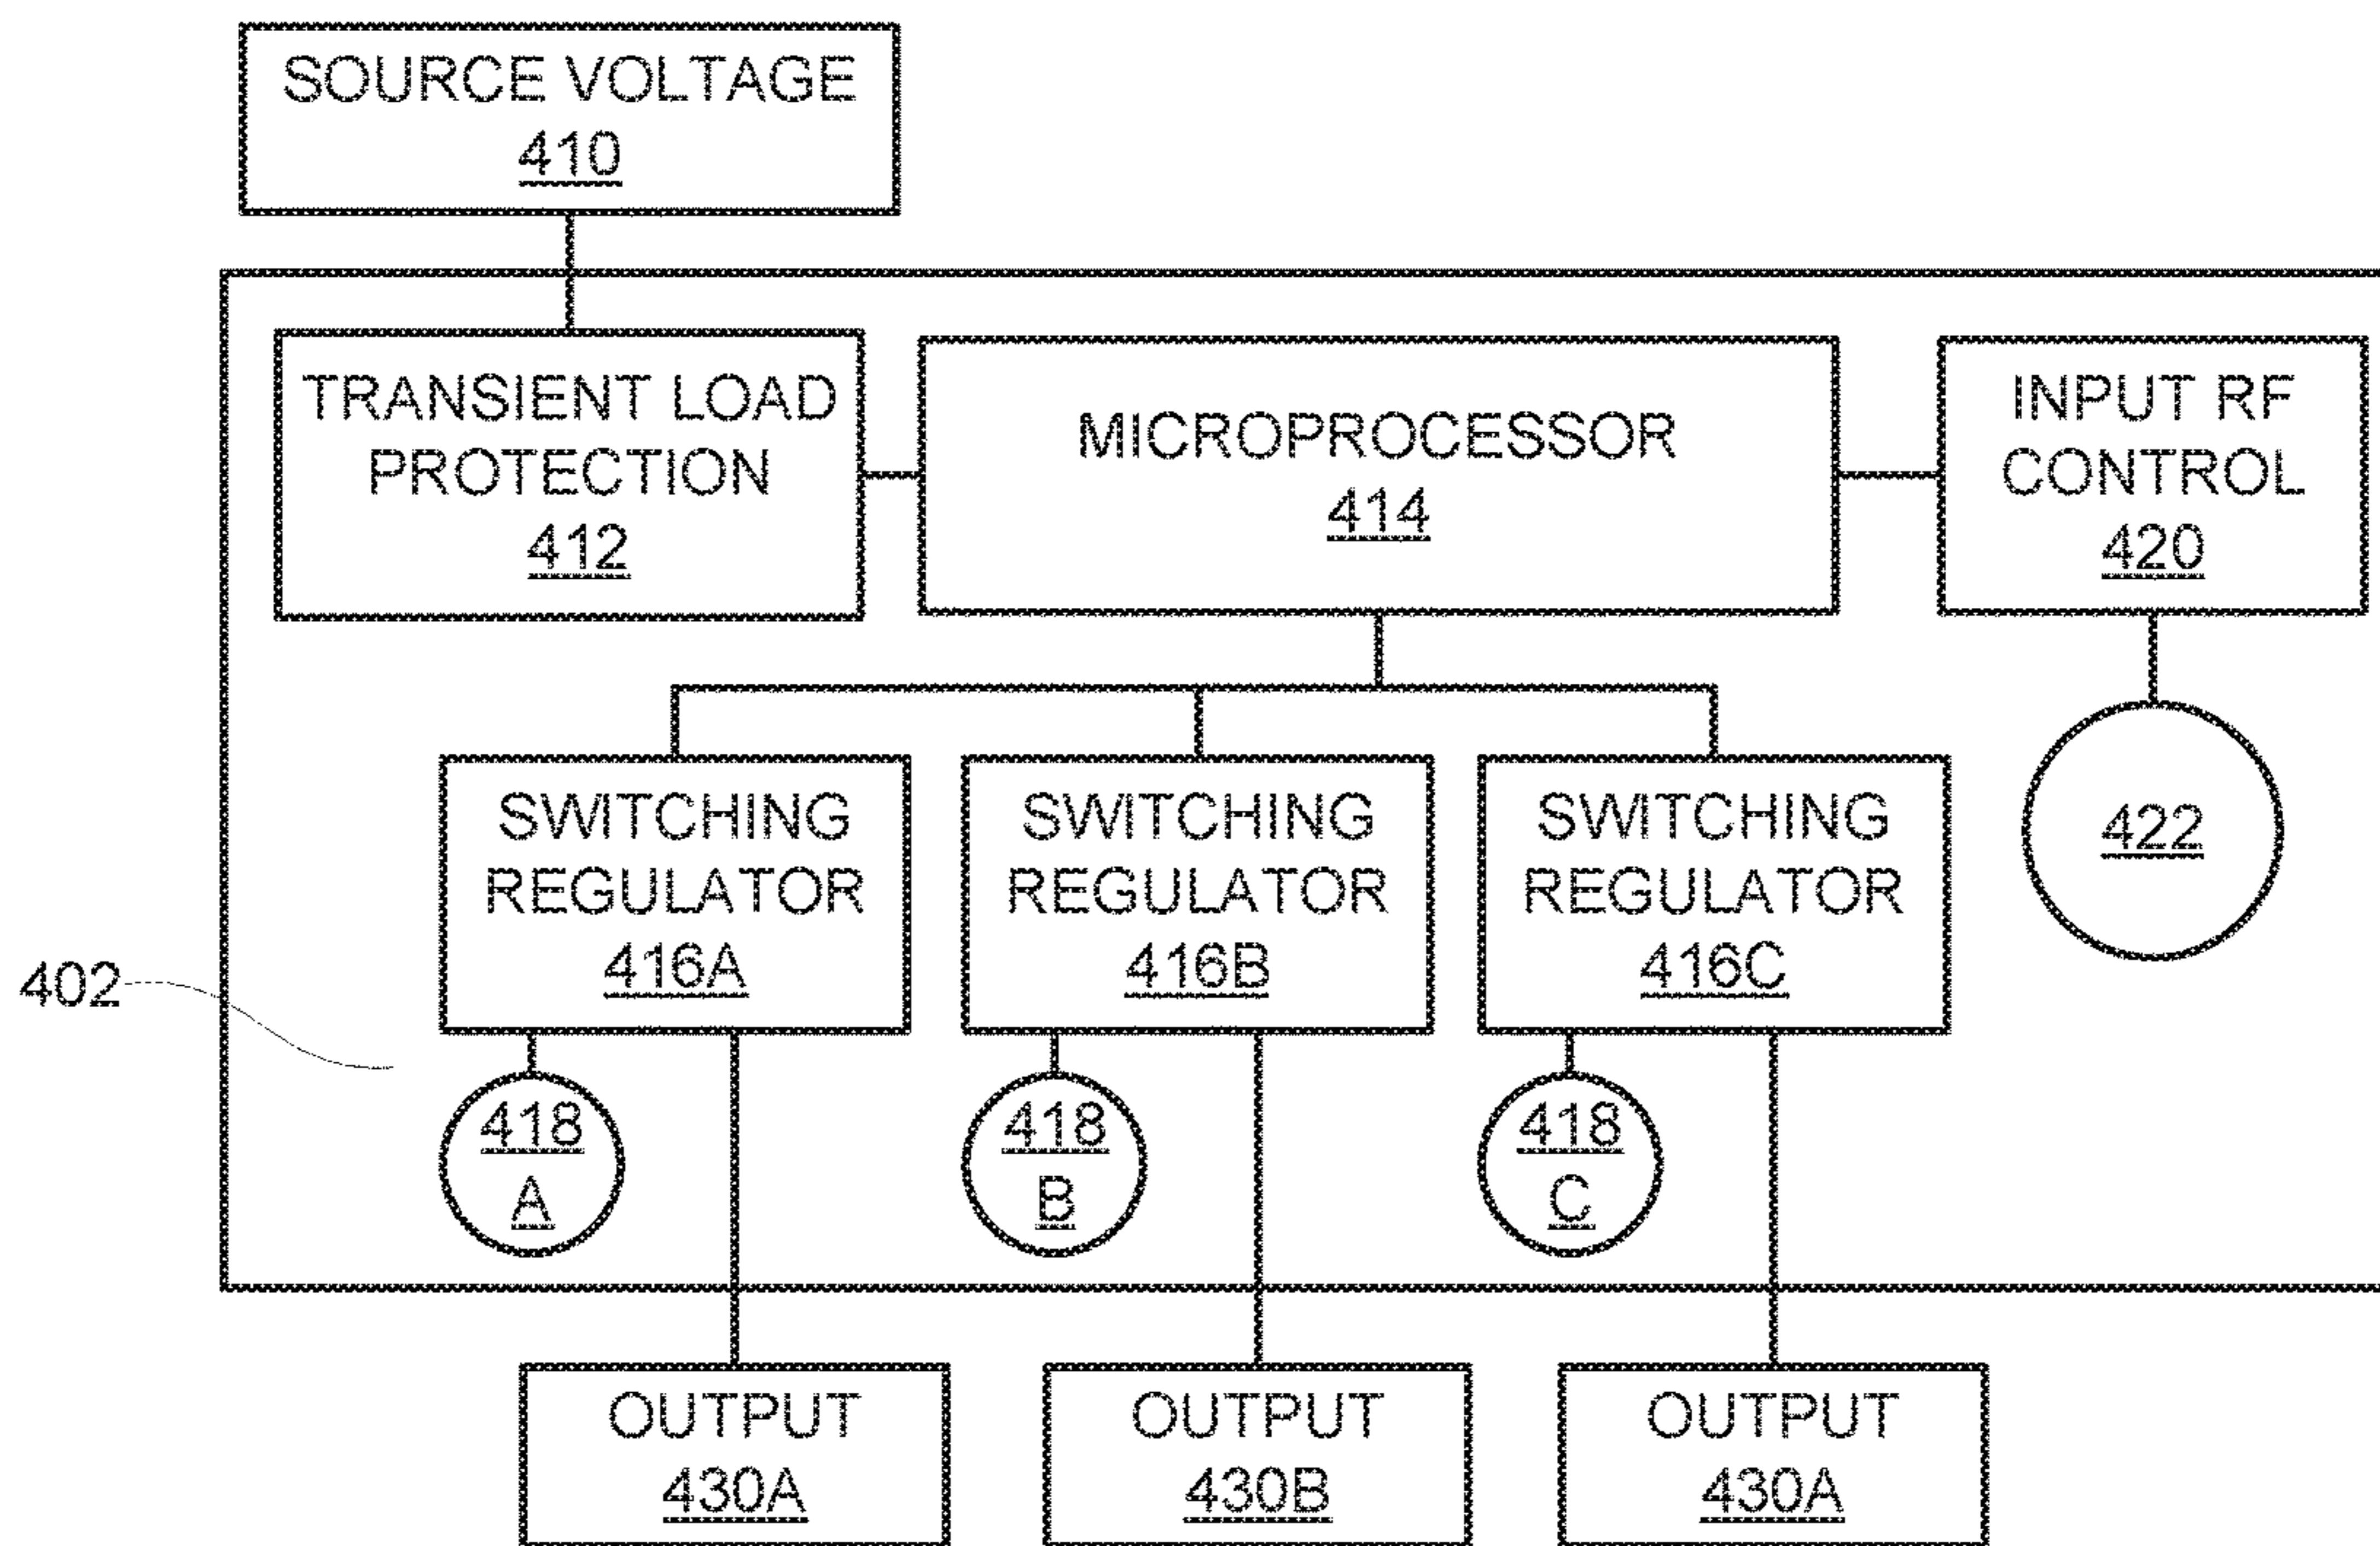 SOURCE VOLTAGE
410
TRANSIENT LOAD
PROTECTION
412
MICROPROCESSOR
414
INPUT RF
CONTROL
420
SWITCHING
REGULATOR
416A
SWITCHING
REGULATOR
416B
SWITCHING
REGULATOR
416C
422
402
418
A
418
B
418
C
OUTPUT
430A
OUTPUT
430B
OUTPUT
430A